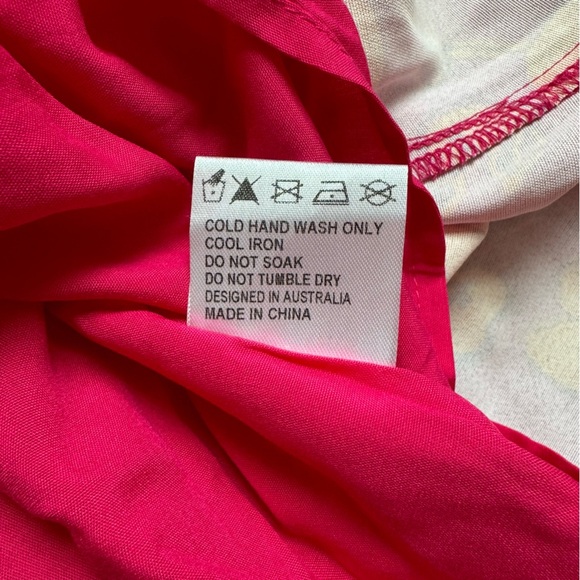 COLD HAND WASH ONLY
COOL IRON
DO NOT SOAK
DO NOT TUMBLE DRY
DESIGNED IN AUSTRALIA
MADE IN CHINA